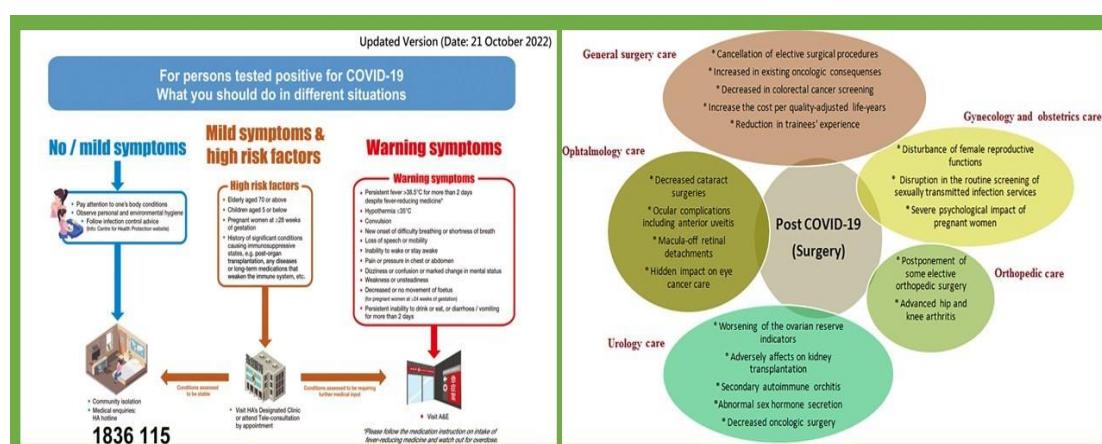 Updated Version (Date: 21 October 2022)
For persons tested positive for COVID-19
What you should do in different situations
No / mild symptoms
• Pay attention to one's body conditions
• Observe personal and environmental hygiene
• Follow infection control advice
(Info: Centre for Health Protection website)
• Community isolation
• Medical enquiries:
HA hotline
1836 115
Mild symptoms &
high risk factors
High risk factors
• Elderly aged 70 or above
• Children aged 5 or below
• Pregnant women at ≥28 weeks
of gestation
• History of significant conditions
causing immunosuppressive
states, e.g. post-organ
transplantation, any diseases
or long-term medications that
weaken the immune system, etc.
Conditions assessed
to be stable
Conditions assessed to be requiring
further medical input
• Visit HA's Designated Clinic
or attend Tele-consultation
by appointment
Warning symptoms
Warning symptoms
• Persistent fever >38.5°C for more than 2 days
despite fever-reducing medicine*
• Hypothermia ≤35°C
• Convulsion
• New onset of difficulty breathing or shortness of breath
• Loss of speech or mobility
• Inability to wake or stay awake
• Pain or pressure in chest or abdomen
• Dizziness or confusion or marked change in mental status
• Weakness or unsteadiness
• Decreased or no movement of foetus
(for pregnant women at ≥24 weeks of gestation)
• Persistent inability to drink or eat, or diarrhoea / vomiting
for more than 2 days
• Visit A&E
*Please follow the medication instruction on intake of
fever-reducing medicine and watch out for overdose.
General surgery care
* Cancellation of elective surgical procedures
* Increased in existing oncologic consequences
* Decreased in colorectal cancer screening
* Increase the cost per quality-adjusted life-years
* Reduction in trainees' experience
Gynecology and obstetrics care
* Disturbance of female reproductive
functions
* Disruption in the routine screening of
sexually transmitted infection services
* Severe psychological impact of
pregnant women
Ophtalmology care
* Decreased cataract
surgeries
* Ocular complications
including anterior uveitis
* Macula-off retinal
detachments
* Hidden impact on eye
cancer care
Post COVID-19
(Surgery)
Orthopedic care
* Postponement of
some elective
orthopedic surgery
* Advanced hip and
knee arthritis
Urology care
* Worsening of the ovarian reserve
indicators
* Adversely affects on kidney
transplantation
* Secondary autoimmune orchitis
*Abnormal sex hormone secretion
* Decreased oncologic surgery